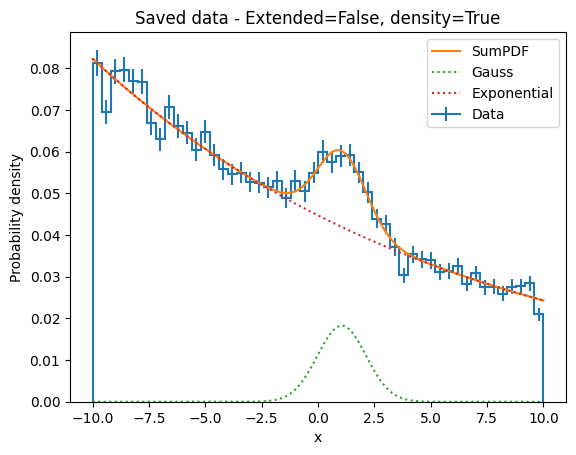 Saved data - Extended=False, density=True
SumPDF
Gauss
Exponential
Data
Probability density
0.08
0.07
0.06
0.05
0.04
0.03
0.02
0.01
0.00
−10.0 −7.5 −5.0 −2.5 0.0 2.5 5.0 7.5 10.0
x